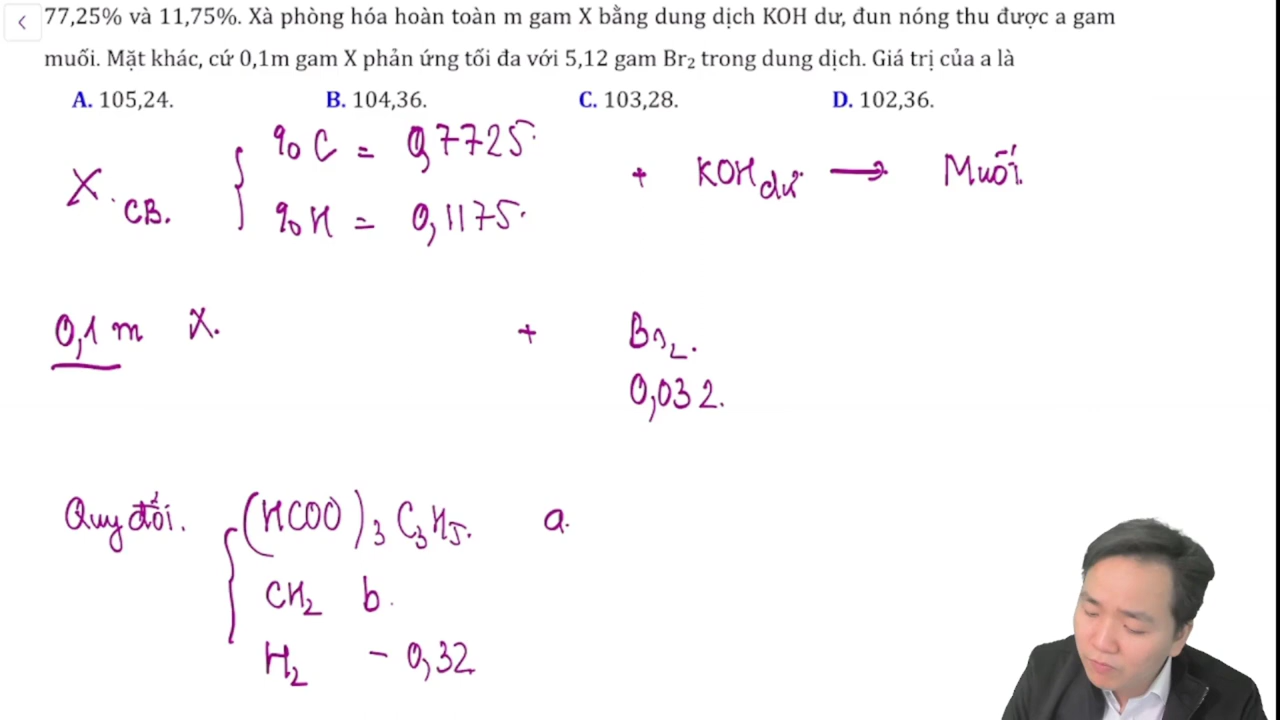 77,25% và 11,75%. Xà phòng hóa hoàn toàn m gam X bằng dung dịch KOH dư, đun nóng thu được a gam
muối. Mặt khác, cứ 0,1m gam X phản ứng tối đa với 5,12 gam Br₂ trong dung dịch. Giá trị của a là
A. 105,24. B. 104,36. C. 103,28. D. 102,36.
X. CB. { %C = 0,7725. + KOH dư → Muối.
%H = 0,1175.
0,1 m X. + Br₂.
0,032.
Quy đổi. { (HCOO)₃C₃H₅. a.
CH₂ b.
H₂ - 0,32